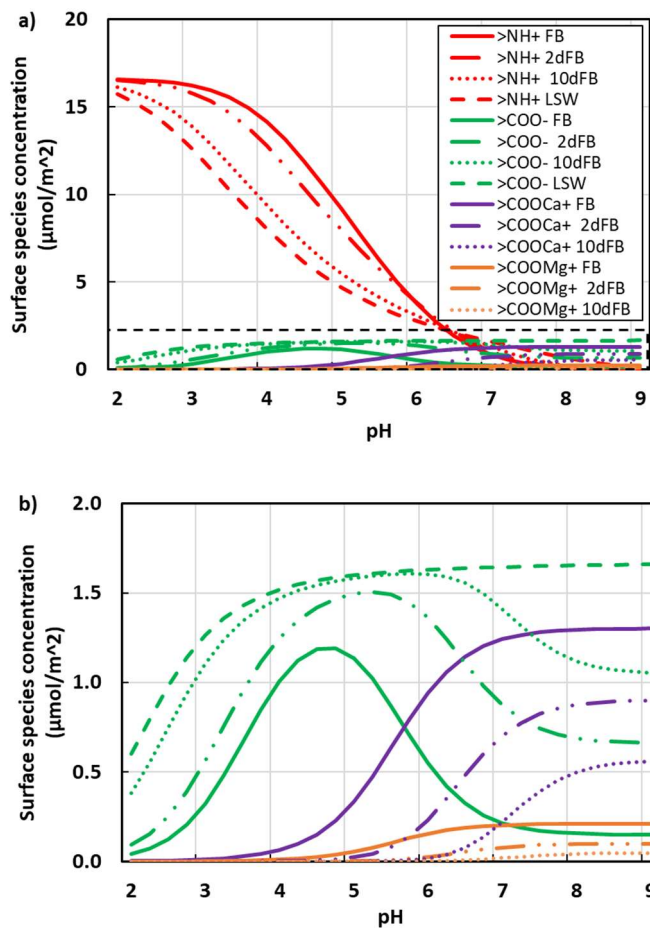 a)
20
15
10
5
0
2 3 4 5 6 7 8 9
pH
Surface species concentration
(µmol/m^2)
>NH+ FB
>NH+ 2dFB
>NH+ 10dFB
>NH+ LSW
>COO- FB
>COO- 2dFB
>COO- 10dFB
>COO- LSW
>COOCa+ FB
>COOCa+ 2dFB
>COOCa+ 10dFB
>COOMg+ FB
>COOMg+ 2dFB
>COOMg+ 10dFB
b)
2.0
1.5
1.0
0.5
0.0
2 3 4 5 6 7 8 9
pH
Surface species concentration
(µmol/m^2)